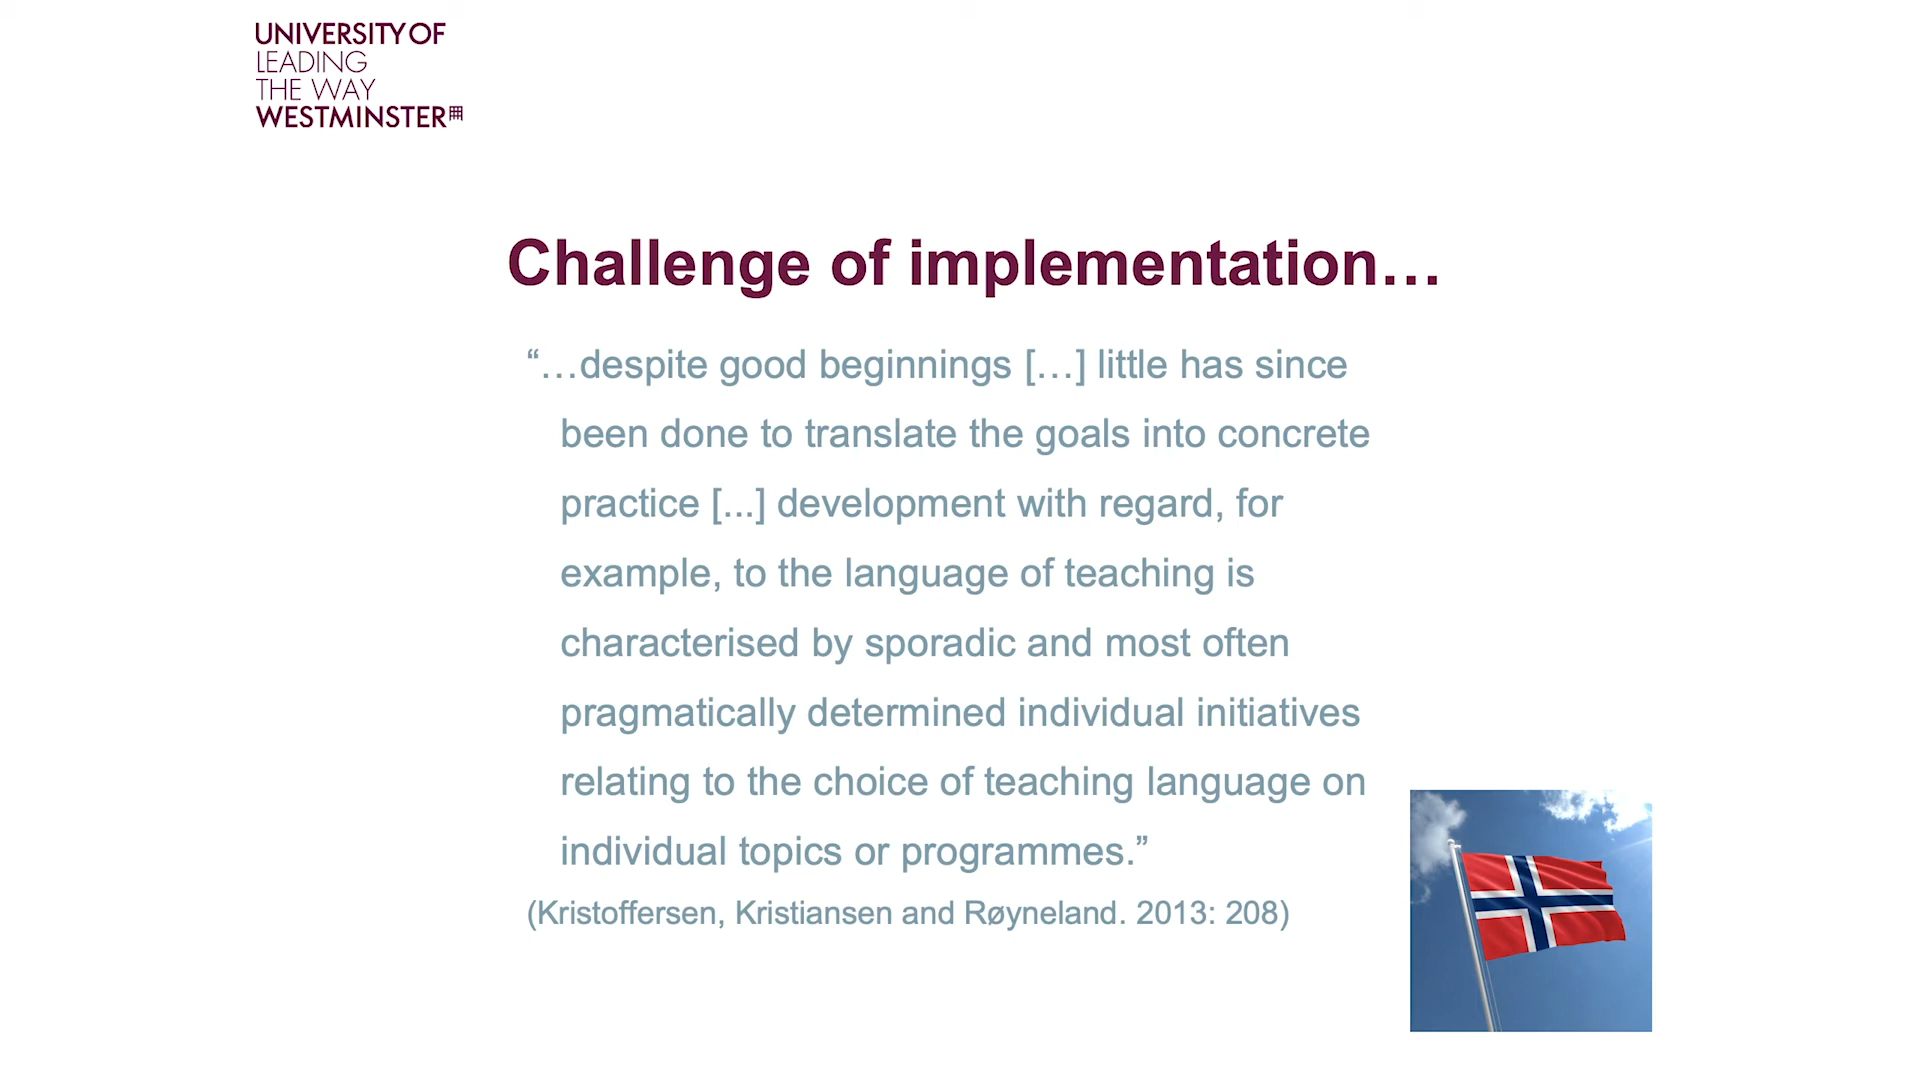 UNIVERSITY OF
LEADING
THE WAY
WESTMINSTER
Challenge of implementation…
“…despite good beginnings […] little has since
been done to translate the goals into concrete
practice [...] development with regard, for
example, to the language of teaching is
characterised by sporadic and most often
pragmatically determined individual initiatives
relating to the choice of teaching language on
individual topics or programmes.”
(Kristoffersen, Kristiansen and Røyneland. 2013: 208)